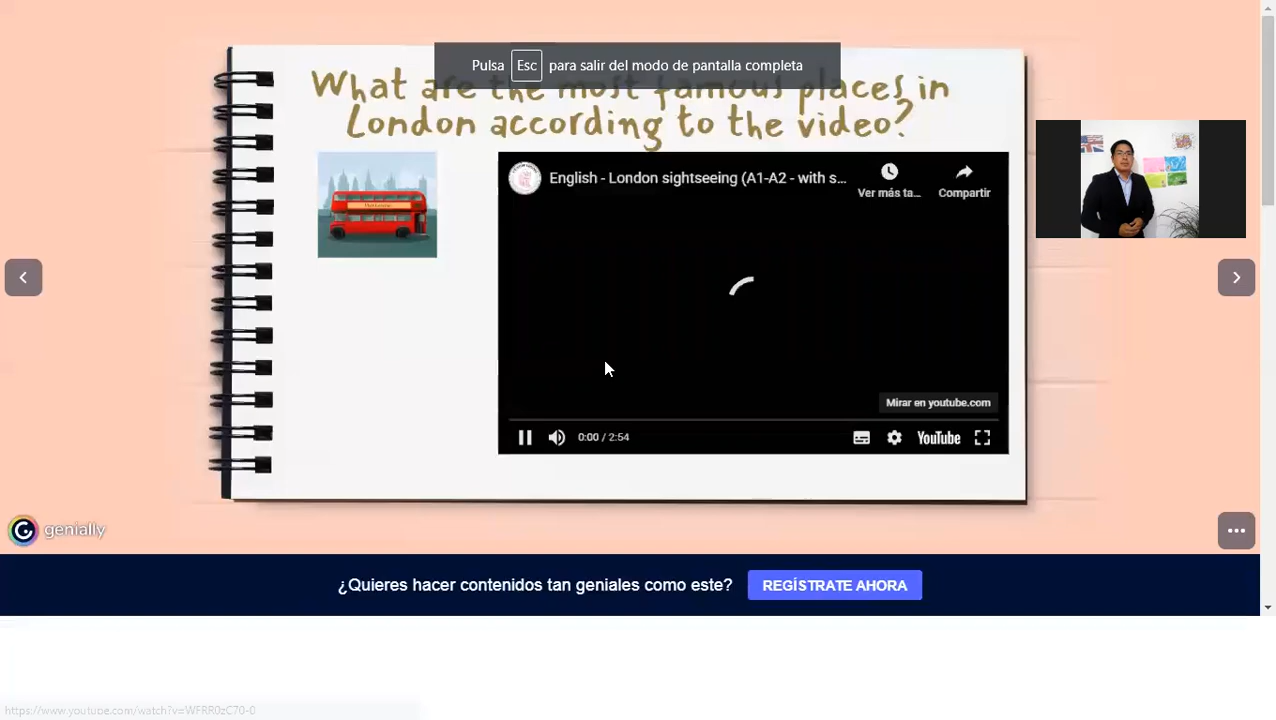 Pulsa Esc para salir del modo de pantalla completa
What are the most famous places in
London according to the video?
English - London sightseeing (A1-A2 - with s...
Ver más ta...
Compartir
Mirar en youtube.com
0:00 / 2:54
YouTube
genially
¿Quieres hacer contenidos tan geniales como este?
REGÍSTRATE AHORA
https://www.youtube.com/watch?v=WFRR0zC70-0